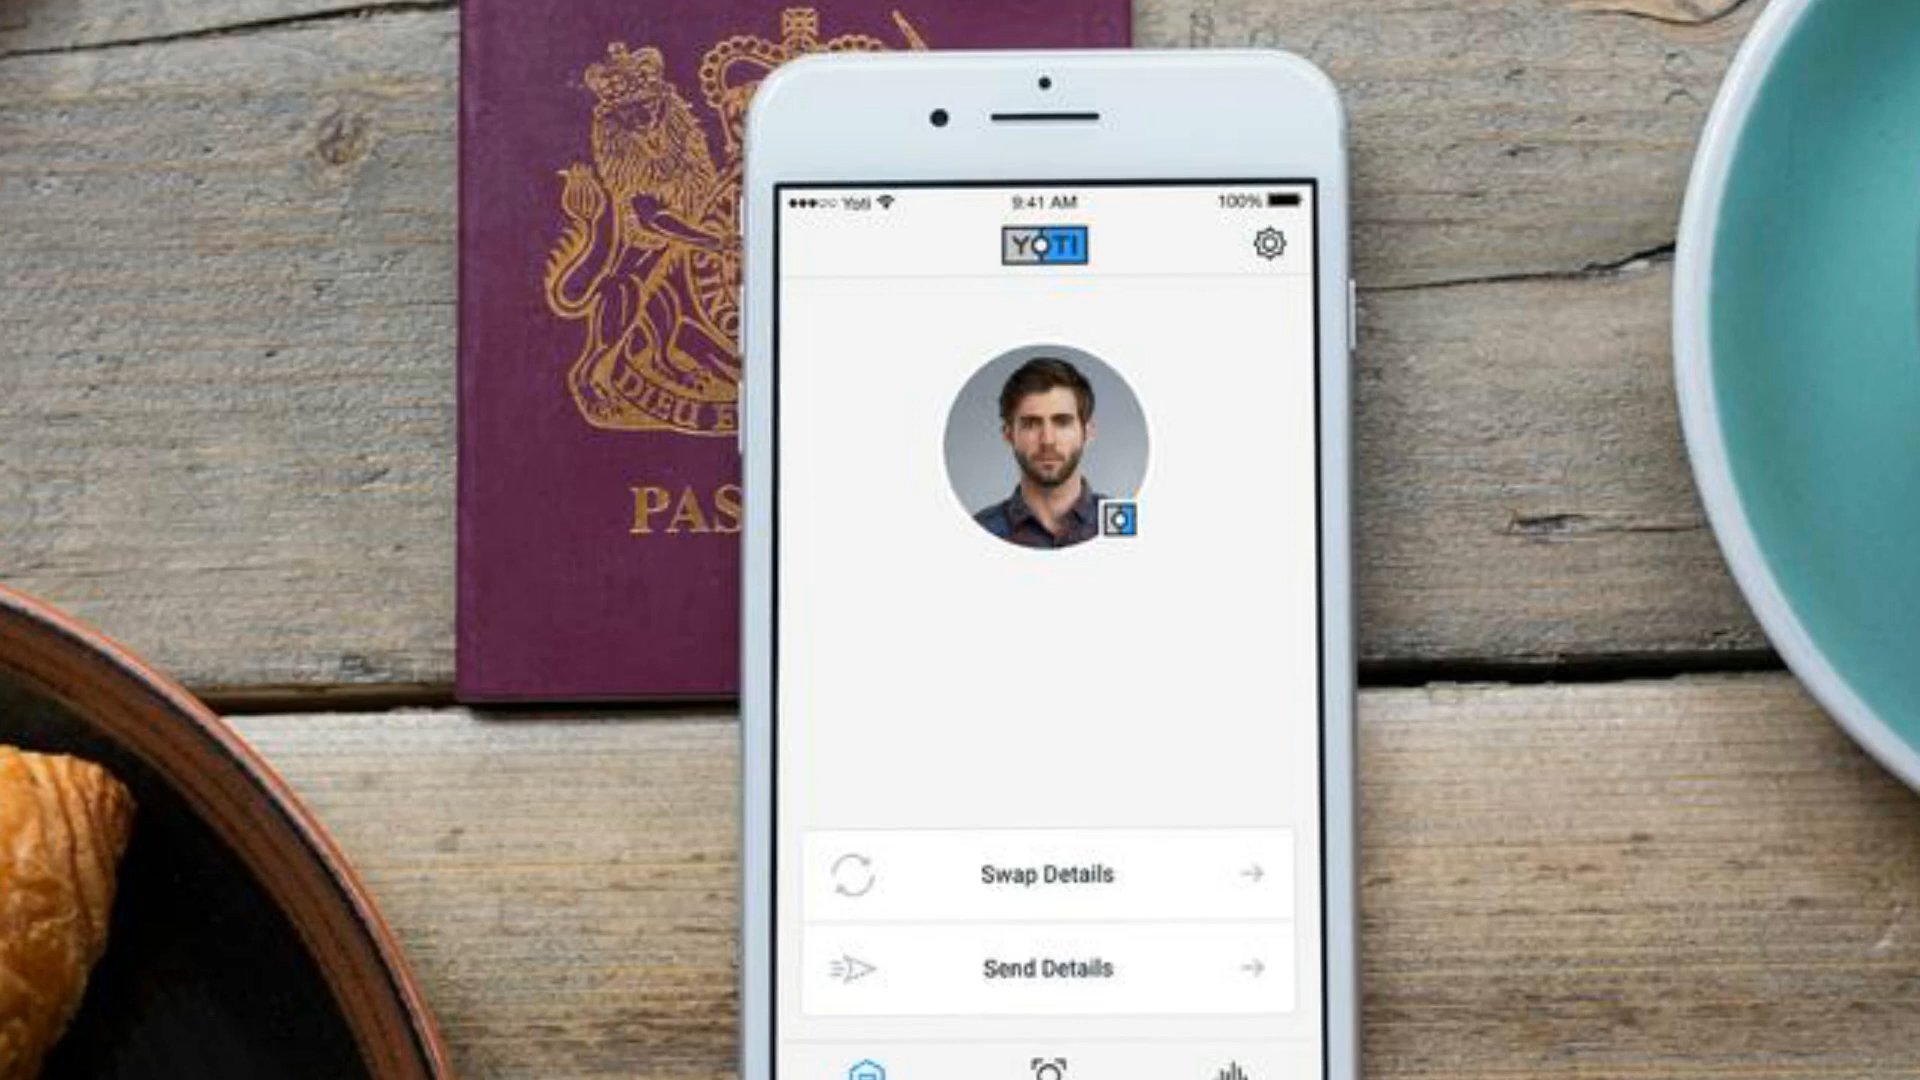 DIEU E
PAS
Yoti 9:41 AM 100%
YOTI
Swap Details
Send Details